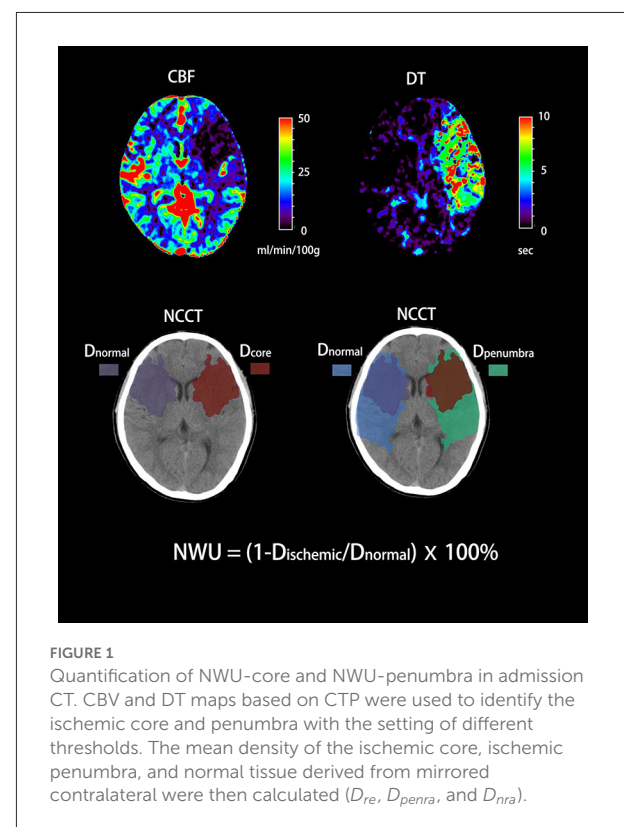 CBF
DT
50
25
0
ml/min/100g
10
5
0
sec
NCCT
NCCT
Dnormal
Dcore
Dnormal
Dpenumbra
NWU = (1-Dischemic/Dnormal) X 100%
FIGURE 1
Quantification of NWU-core and NWU-penumbra in admission
CT. CBV and DT maps based on CTP were used to identify the
ischemic core and penumbra with the setting of different
thresholds. The mean density of the ischemic core, ischemic
penumbra, and normal tissue derived from mirrored
contralateral were then calculated (Dre, Dpenra, and Dnra).